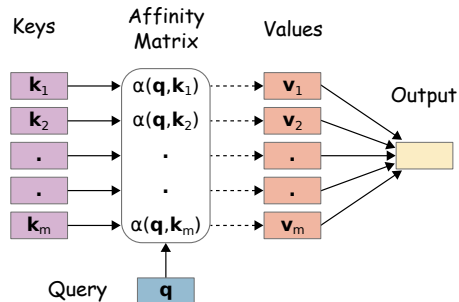 Keys
Affinity
Matrix
Values
Output
k1 α(q,k1) v1
k2 α(q,k2) v2
. . .
. . .
km α(q,km) vm
Query q